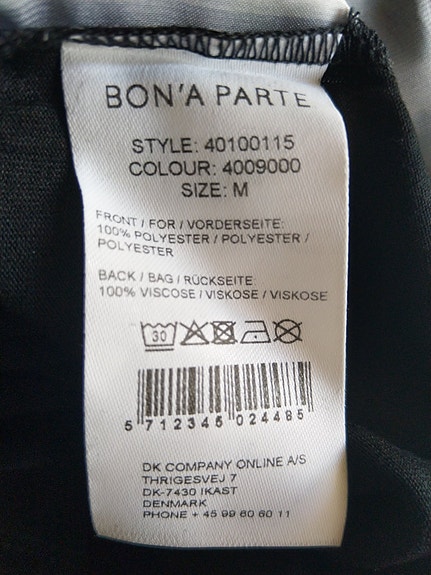 BON'A PARTE
STYLE: 40100115
COLOUR: 4009000
SIZE: M
FRONT / FOR / VORDERSEITE:
100% POLYESTER / POLYESTER /
POLYESTER
BACK / BAG / RÜCKSEITE
100% VISCOSE / VISKOSE / VISKOSE
30
5 712345 024485
DK COMPANY ONLINE A/S
THRIGESVEJ 7
DK-7430 IKAST
DENMARK
PHONE + 45 99 60 60 11